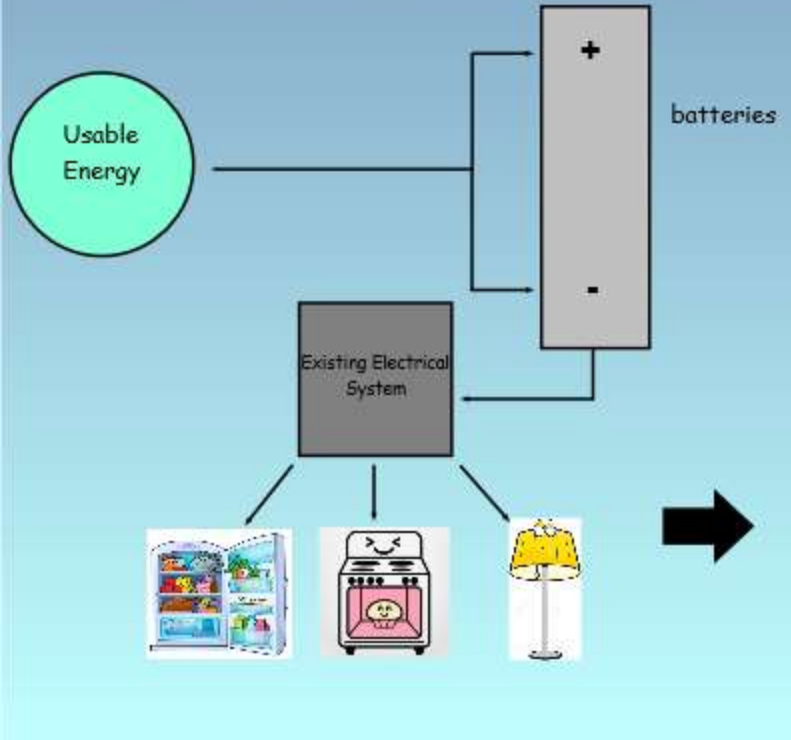 Usable
Energy
+
batteries
-
Existing Electrical
System